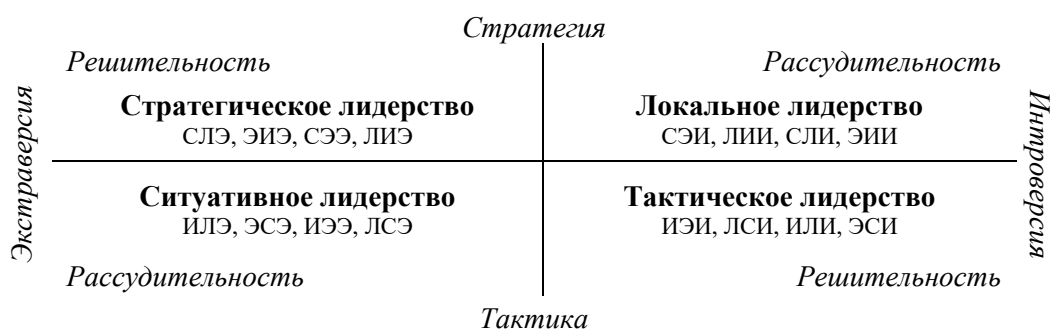 Стратегия
Решительность
Рассудительность
Экстраверсия
Стратегическое лидерство
СЛЭ, ЭИЭ, СЭЭ, ЛИЭ
Локальное лидерство
СЭИ, ЛИИ, СЛИ, ЭИИ
Интроверсия
Ситуативное лидерство
ИЛЭ, ЭСЭ, ИЭЭ, ЛСЭ
Тактическое лидерство
ИЭИ, ЛСИ, ИЛИ, ЭСИ
Рассудительность
Решительность
Тактика